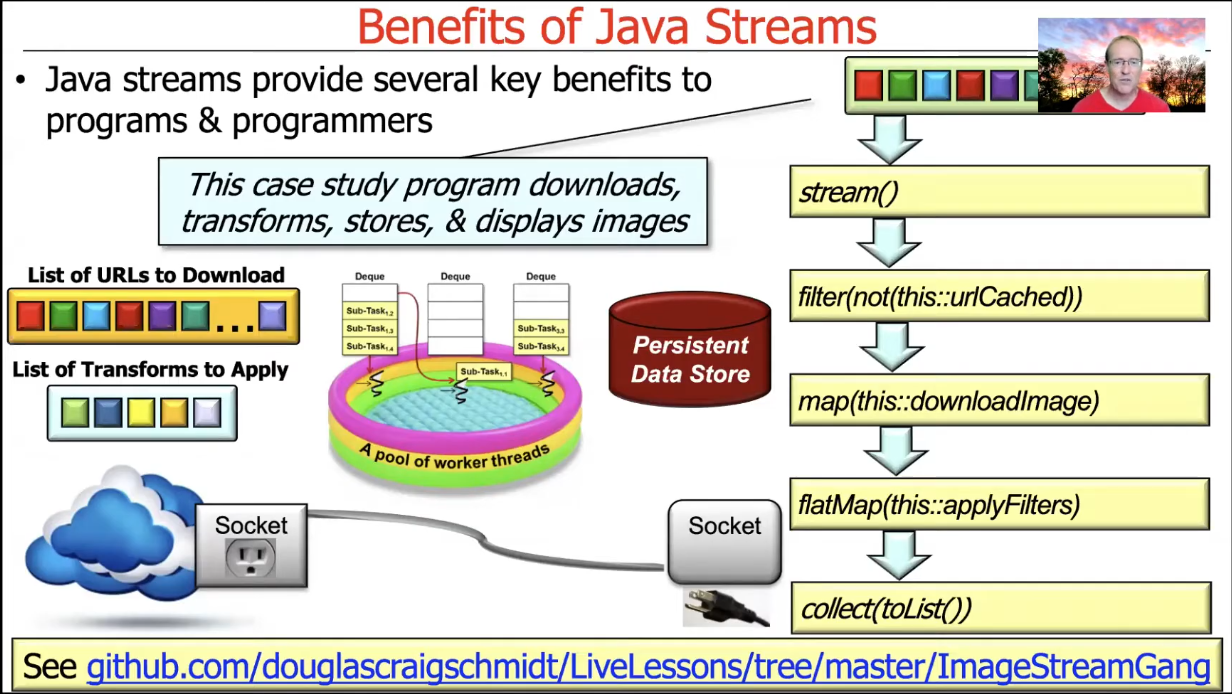 Benefits of Java Streams
• Java streams provide several key benefits to
programs & programmers
This case study program downloads,
transforms, stores, & displays images
List of URLs to Download
...
List of Transforms to Apply
Deque
Deque
Deque
Sub-Task1.2
Sub-Task1.3
Sub-Task1.4
Sub-Task3.3
Sub-Task3.4
Sub-Task1.1
A pool of worker threads
Persistent
Data Store
Socket
Socket
stream()
filter(not(this::urlCached))
map(this::downloadImage)
flatMap(this::applyFilters)
collect(toList())
See github.com/douglascraigschmidt/LiveLessons/tree/master/ImageStreamGang